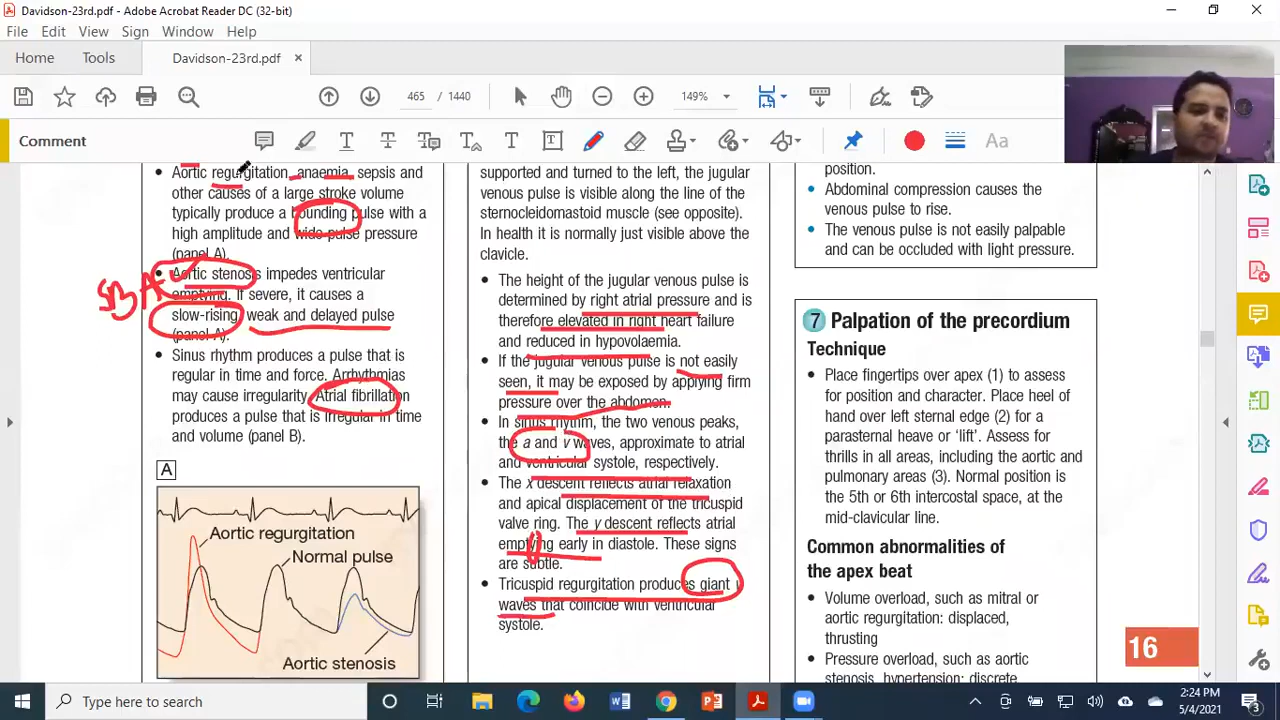 Davidson-23rd.pdf - Adobe Acrobat Reader DC (32-bit)
File Edit View Sign Window Help
Home Tools Davidson-23rd.pdf ×
465 / 1440
149%
Comment
Aortic regurgitation, anaemia, sepsis and
other causes of a large stroke volume
typically produce a bounding pulse with a
high amplitude and wide pulse pressure
(panel A).
Aortic stenosis impedes ventricular
emptying. If severe, it causes a
slow-rising, weak and delayed pulse
(panel A).
Sinus rhythm produces a pulse that is
regular in time and force. Arrhythmias
may cause irregularity. Atrial fibrillation
produces a pulse that is irregular in time
and volume (panel B).
A
Aortic regurgitation
Normal pulse
Aortic stenosis
supported and turned to the left, the jugular
venous pulse is visible along the line of the
sternocleidomastoid muscle (see opposite).
In health it is normally just visible above the
clavicle.
The height of the jugular venous pulse is
determined by right atrial pressure and is
therefore elevated in right heart failure
and reduced in hypovolaemia.
If the jugular venous pulse is not easily
seen, it may be exposed by applying firm
pressure over the abdomen.
In sinus rhythm, the two venous peaks,
the a and v waves, approximate to atrial
and ventricular systole, respectively.
The x descent reflects atrial relaxation
and apical displacement of the tricuspid
valve ring. The y descent reflects atrial
emptying early in diastole. These signs
are subtle.
Tricuspid regurgitation produces giant v
waves that coincide with ventricular
systole.
position.
Abdominal compression causes the
venous pulse to rise.
The venous pulse is not easily palpable
and can be occluded with light pressure.
7 Palpation of the precordium
Technique
Place fingertips over apex (1) to assess
for position and character. Place heel of
hand over left sternal edge (2) for a
parasternal heave or ‘lift’. Assess for
thrills in all areas, including the aortic and
pulmonary areas (3). Normal position is
the 5th or 6th intercostal space, at the
mid-clavicular line.
Common abnormalities of
the apex beat
Volume overload, such as mitral or
aortic regurgitation: displaced,
thrusting
Pressure overload, such as aortic
stenosis, hypertension: discrete
16
Type here to search
2:24 PM
5/4/2021
3